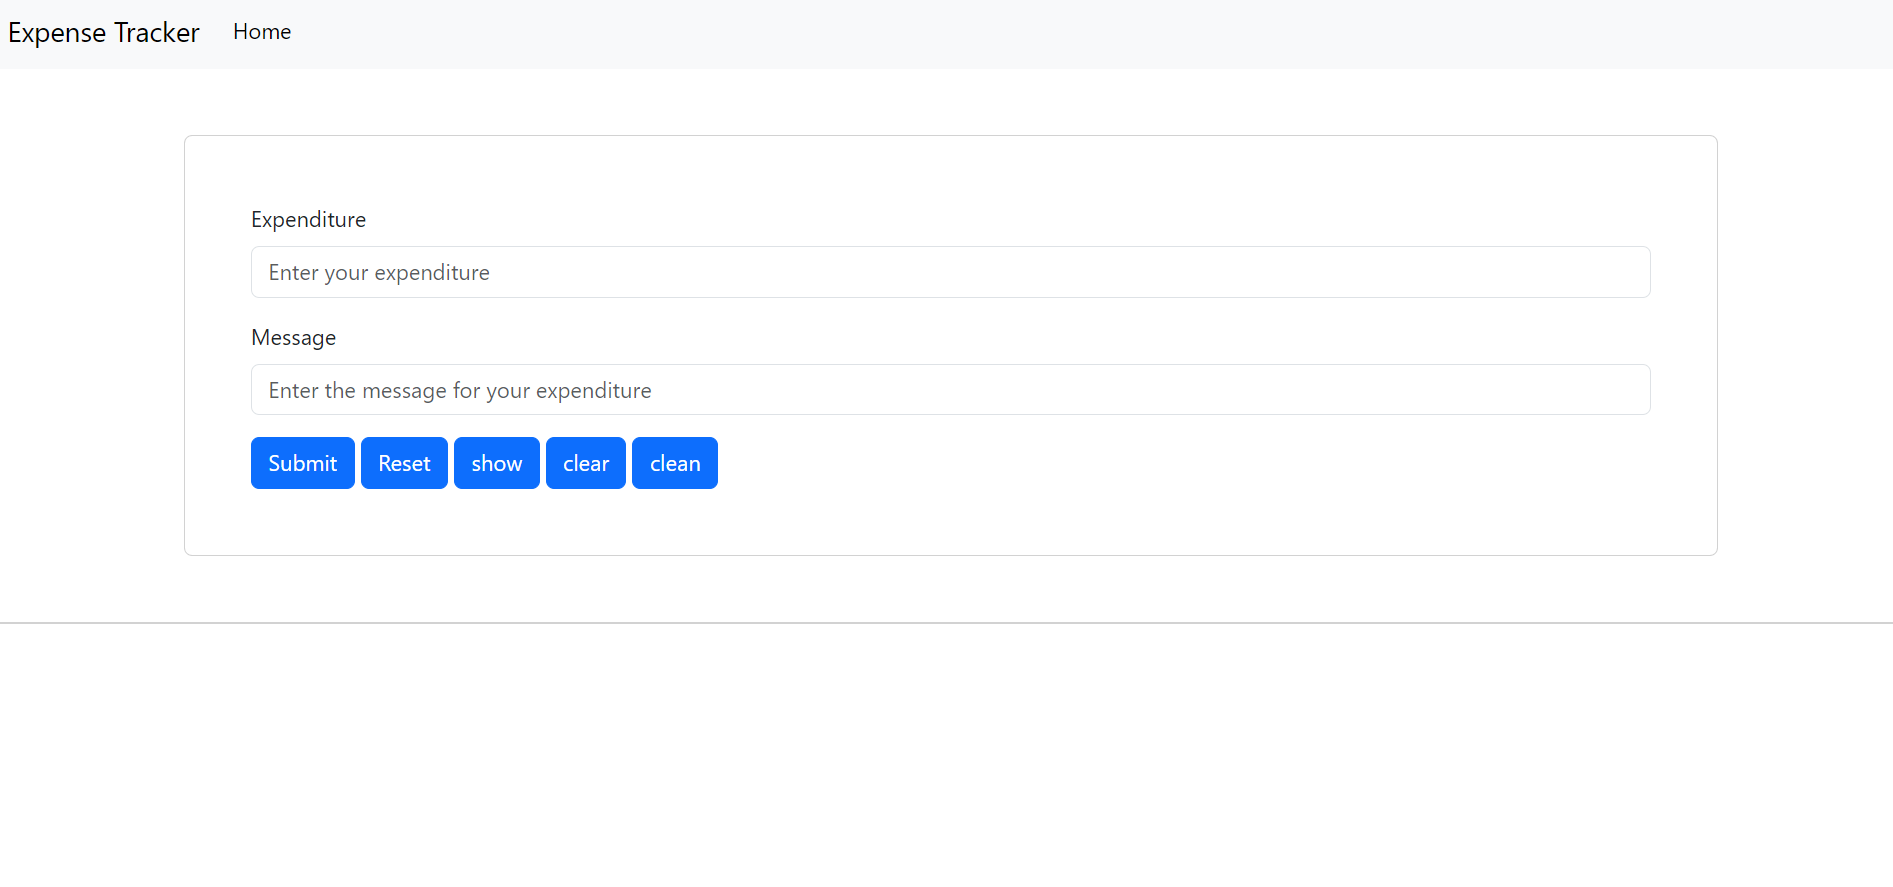 Expense Tracker Home
Expenditure
Enter your expenditure
Message
Enter the message for your expenditure
Submit Reset show clear clean